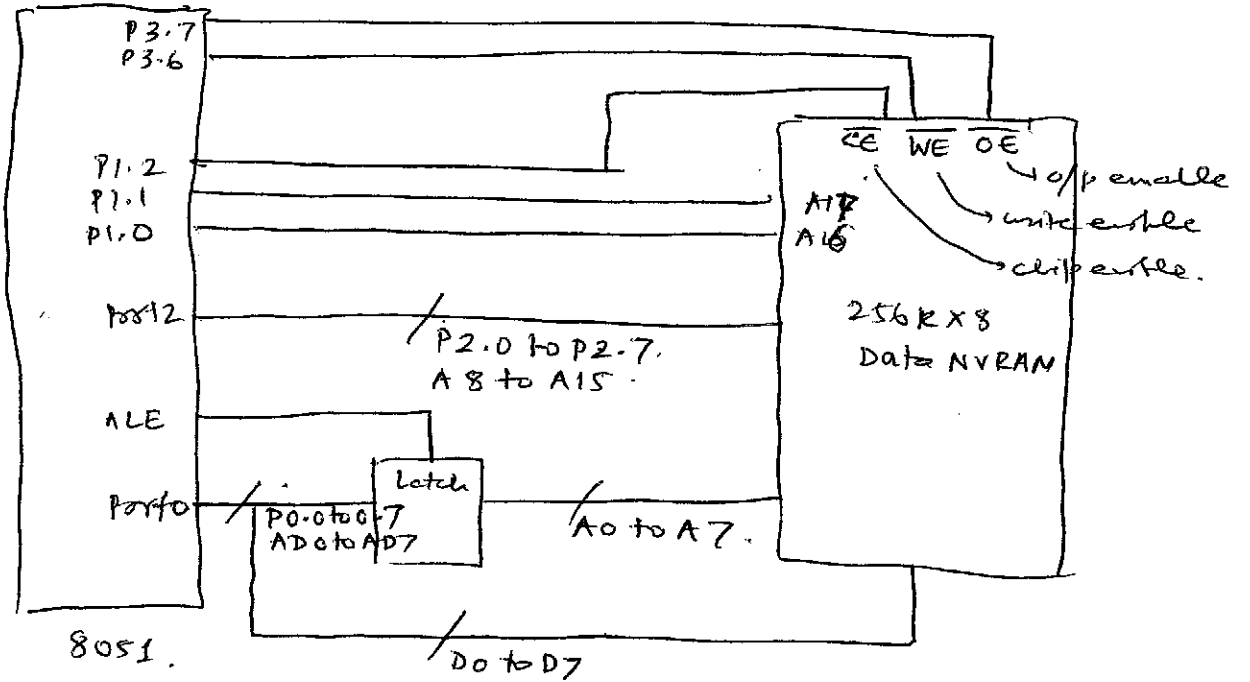 P3.7
P3.6
P1.2
P1.1
P1.0
Port2
ALE
Port0
8051.
P2.0 to P2.7.
A8 to A15.
Latch
P0.0 to 0.7
AD0 to AD7
A0 to A7.
D0 to D7
CE WE OE
o/p enable
write enable
chip enable.
A17
A16
256K X 8
Data NVRAM